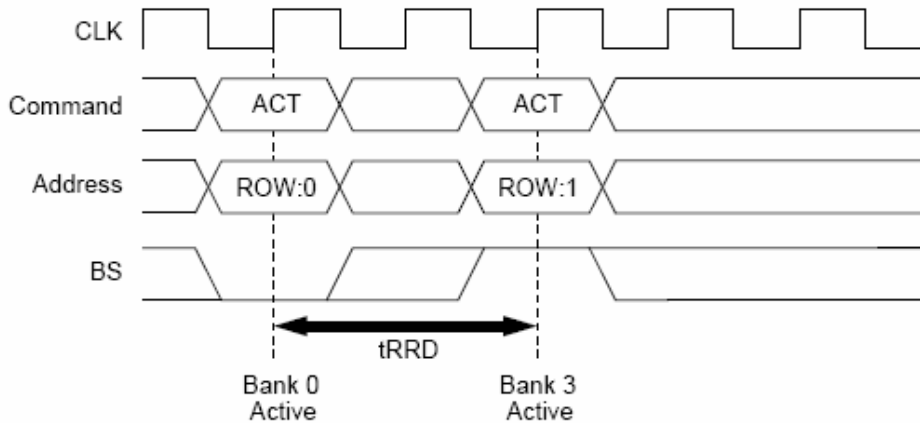 CLK
Command
ACT
ACT
Address
ROW:0
ROW:1
BS
tRRD
Bank 0
Active
Bank 3
Active